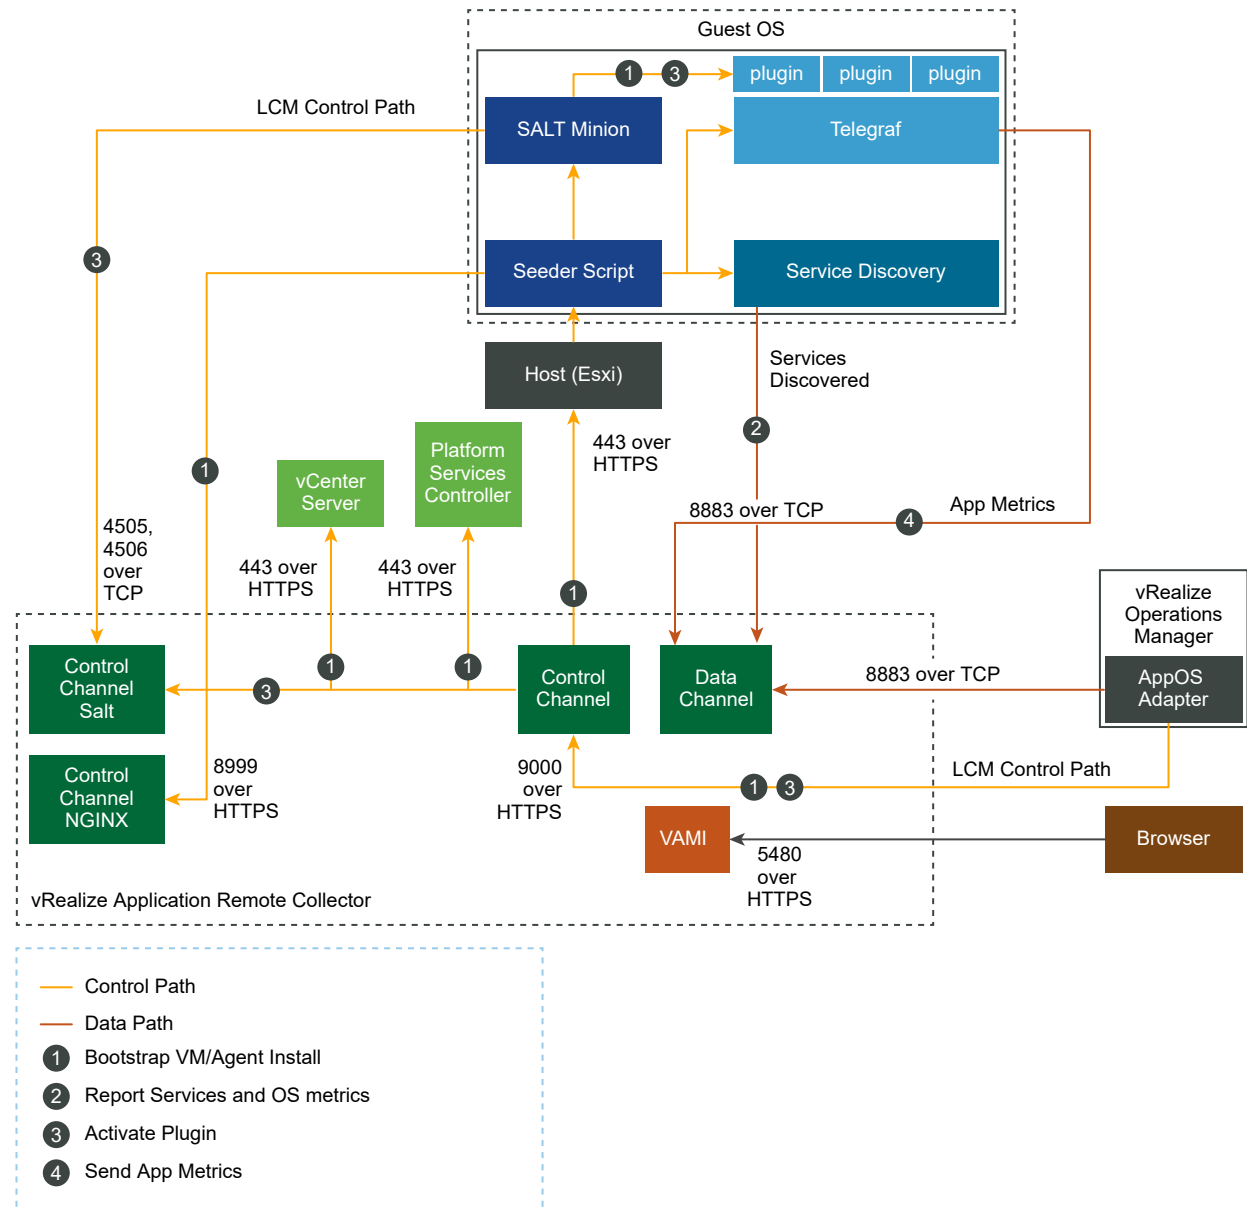 Guest OS
plugin
plugin
plugin
1
3
LCM Control Path
SALT Minion
Telegraf
3
Seeder Script
Service Discovery
Host (Esxi)
Services
Discovered
2
1
443 over
HTTPS
Platform
Services
Controller
vCenter
Server
8883 over TCP
4
App Metrics
4505,
4506
over
TCP
443 over
HTTPS
443 over
HTTPS
1
vRealize
Operations
Manager
Control
Channel
Salt
1
1
3
Control
Channel
Data
Channel
8883 over TCP
AppOS
Adapter
Control
Channel
NGINX
8999
over
HTTPS
9000
over
HTTPS
1
3
LCM Control Path
VAMI
5480
over
HTTPS
Browser
vRealize Application Remote Collector
Control Path
Data Path
1 Bootstrap VM/Agent Install
2 Report Services and OS metrics
3 Activate Plugin
4 Send App Metrics